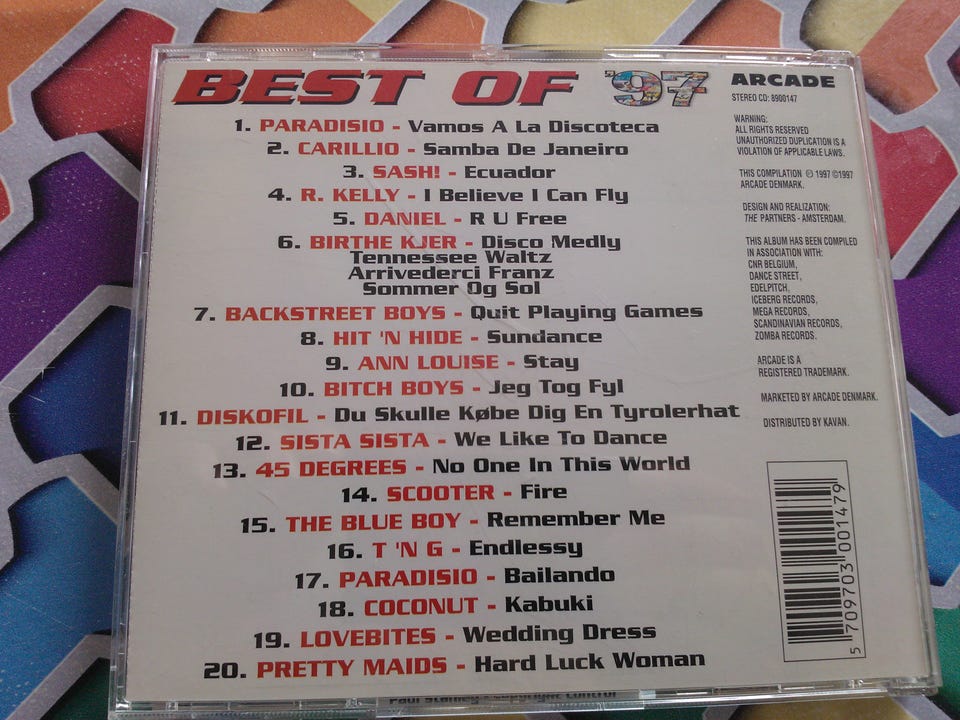 BEST OF '97
1. PARADISIO - Vamos A La Discoteca
2. CARILLIO - Samba De Janeiro
3. SASH! - Ecuador
4. R. KELLY - I Believe I Can Fly
5. DANIEL - R U Free
6. BIRTHE KJER - Disco Medly
Tennessee Waltz
Arrivederci Franz
Sommer Og Sol
7. BACKSTREET BOYS - Quit Playing Games
8. HIT 'N HIDE - Sundance
9. ANN LOUISE - Stay
10. BITCH BOYS - Jeg Tog Fyl
11. DISKOFIL - Du Skulle Købe Dig En Tyrolerhat
12. SISTA SISTA - We Like To Dance
13. 45 DEGREES - No One In This World
14. SCOOTER - Fire
15. THE BLUE BOY - Remember Me
16. T 'N G - Endlessy
17. PARADISIO - Bailando
18. COCONUT - Kabuki
19. LOVEBITES - Wedding Dress
20. PRETTY MAIDS - Hard Luck Woman
ARCADE
STEREO CD: 8900147
WARNING:
ALL RIGHTS RESERVED
UNAUTHORIZED DUPLICATION IS A
VIOLATION OF APPLICABLE LAWS.
THIS COMPILATION ℗ 1997 ©1997
ARCADE DENMARK.
DESIGN AND REALIZATION:
THE PARTNERS - AMSTERDAM.
THIS ALBUM HAS BEEN COMPILED
IN ASSOCIATION WITH:
CNR BELGIUM,
DANCE STREET,
EDELPITCH,
ICEBERG RECORDS,
MEGA RECORDS,
SCANDINAVIAN RECORDS,
ZOMBA RECORDS.
ARCADE IS A
REGISTERED TRADEMARK.
MARKETED BY ARCADE DENMARK.
DISTRIBUTED BY KAVAN.
5 709703 001479
Paul Stanley - Copyright Control